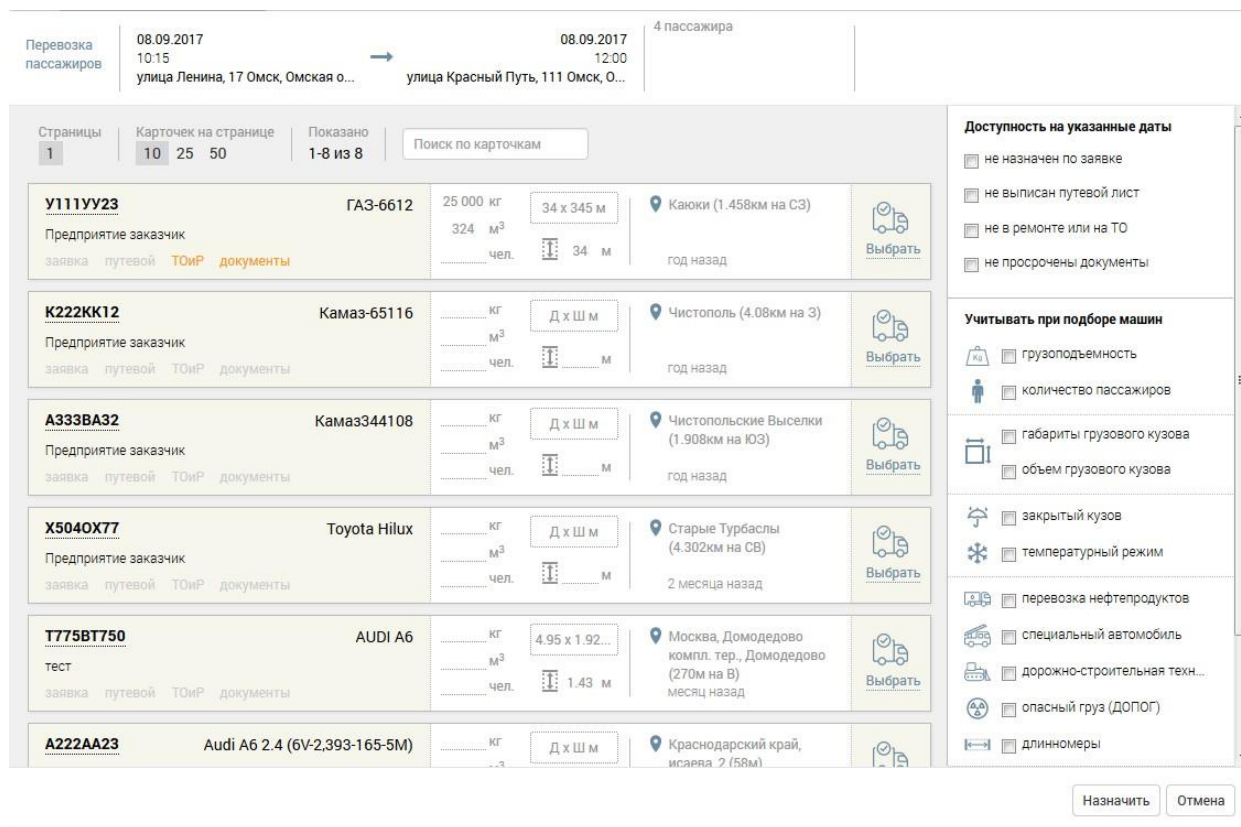 Перевозка пассажиров
08.09.2017
10:15
улица Ленина, 17 Омск, Омская о...
08.09.2017
12:00
улица Красный Путь, 111 Омск, О...
4 пассажира
Страницы
1
Карточек на странице
10 25 50
Показано
1-8 из 8
Поиск по карточкам
У111УУ23 ГАЗ-6612
Предприятие заказчик
заявка путевой ТОиР документы
25 000 кг
324 м³
чел.
34 x 345 м
34 м
Каюки (1.458км на СЗ)
год назад
Выбрать
К222КК12 Камаз-65116
Предприятие заказчик
заявка путевой ТОиР документы
кг
м³
чел.
Д x Ш м
м
Чистополь (4.08км на З)
год назад
Выбрать
А333ВА32 Камаз344108
Предприятие заказчик
заявка путевой ТОиР документы
кг
м³
чел.
Д x Ш м
м
Чистопольские Выселки
(1.908км на ЮЗ)
год назад
Выбрать
Х504ОХ77 Toyota Hilux
Предприятие заказчик
заявка путевой ТОиР документы
кг
м³
чел.
Д x Ш м
м
Старые Турбаслы
(4.302км на СВ)
2 месяца назад
Выбрать
Т775ВТ750 AUDI A6
тест
заявка путевой ТОиР документы
кг
м³
чел.
4.95 x 1.92...
1.43 м
Москва, Домодедово
компл. тер., Домодедово
(270м на В)
месяц назад
Выбрать
А222АА23 Audi A6 2.4 (6V-2,393-165-5M)
кг
Д x Ш м
Краснодарский край,
исаева, 2 (58м)
Доступность на указанные даты
не назначен по заявке
не выписан путевой лист
не в ремонте или на ТО
не просрочены документы
Учитывать при подборе машин
Kg грузоподъемность
количество пассажиров
габариты грузового кузова
объем грузового кузова
закрытый кузов
температурный режим
перевозка нефтепродуктов
специальный автомобиль
дорожно-строительная техн...
опасный груз (ДОПОГ)
длинномеры
Назначить Отмена